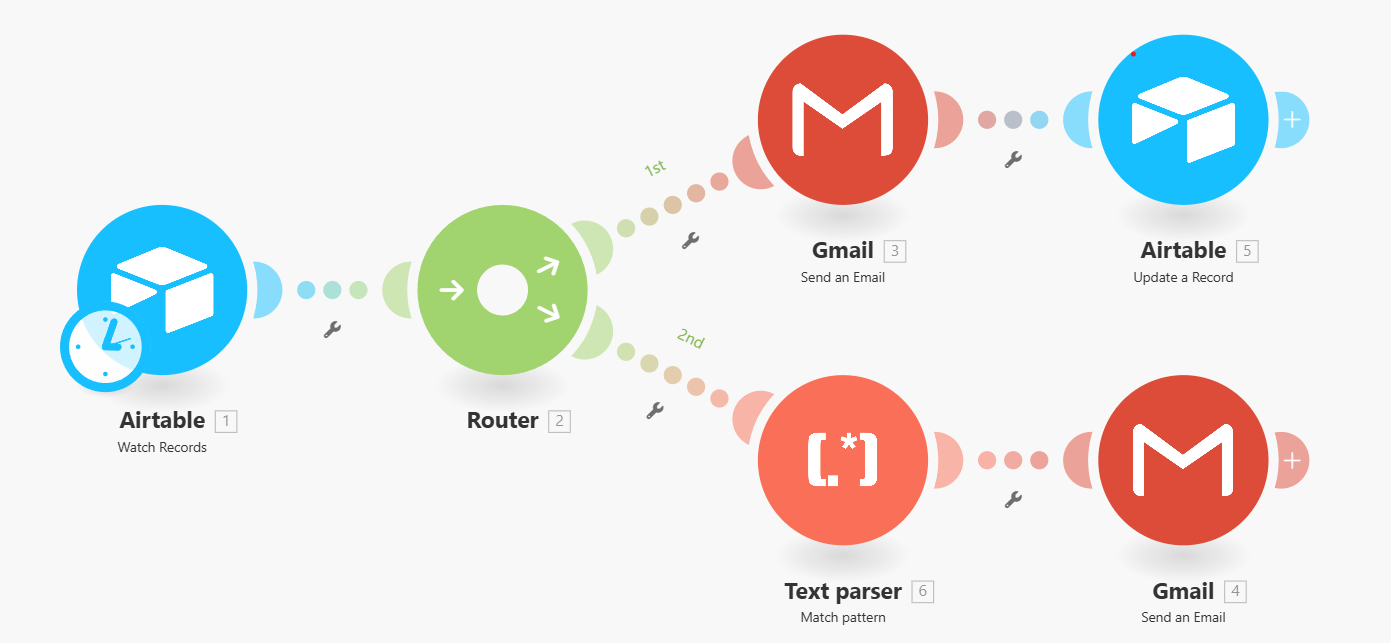 1st
Gmail 3
Send an Email
Airtable 5
Update a Record
Airtable 1
Watch Records
Router 2
2nd
[.*]
Text parser 6
Match pattern
Gmail 4
Send an Email